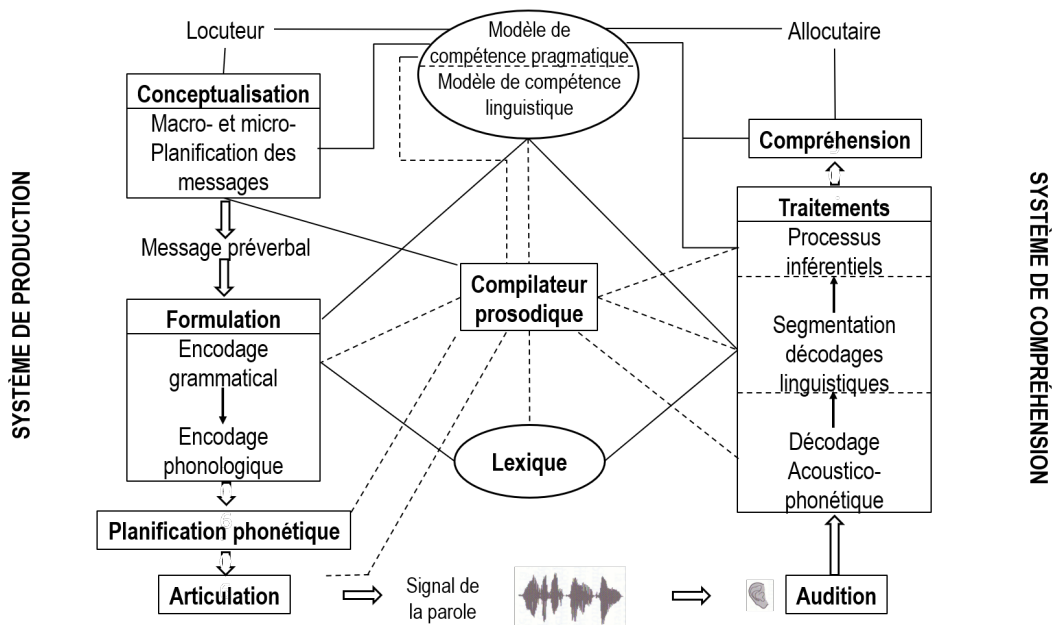 Locuteur
Modèle de
compétence pragmatique
Modèle de compétence
linguistique
Allocutaire
Conceptualisation
Macro- et micro-
Planification des
messages
Message préverbal
Formulation
Encodage
grammatical
Encodage
phonologique
Planification phonétique
Articulation
SYSTÈME DE PRODUCTION
Compilateur
prosodique
Lexique
Signal de
la parole
Compréhension
Traitements
Processus
inférentiels
Segmentation
décodages
linguistiques
Décodage
Acoustico-
phonétique
Audition
SYSTÈME DE COMPRÉHENSION